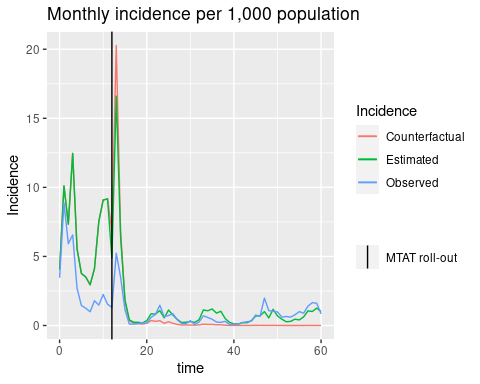 Monthly incidence per 1,000 population
20
15
10
5
0
Incidence
0
20
40
60
time
Incidence
Counterfactual
Estimated
Observed
MTAT roll-out